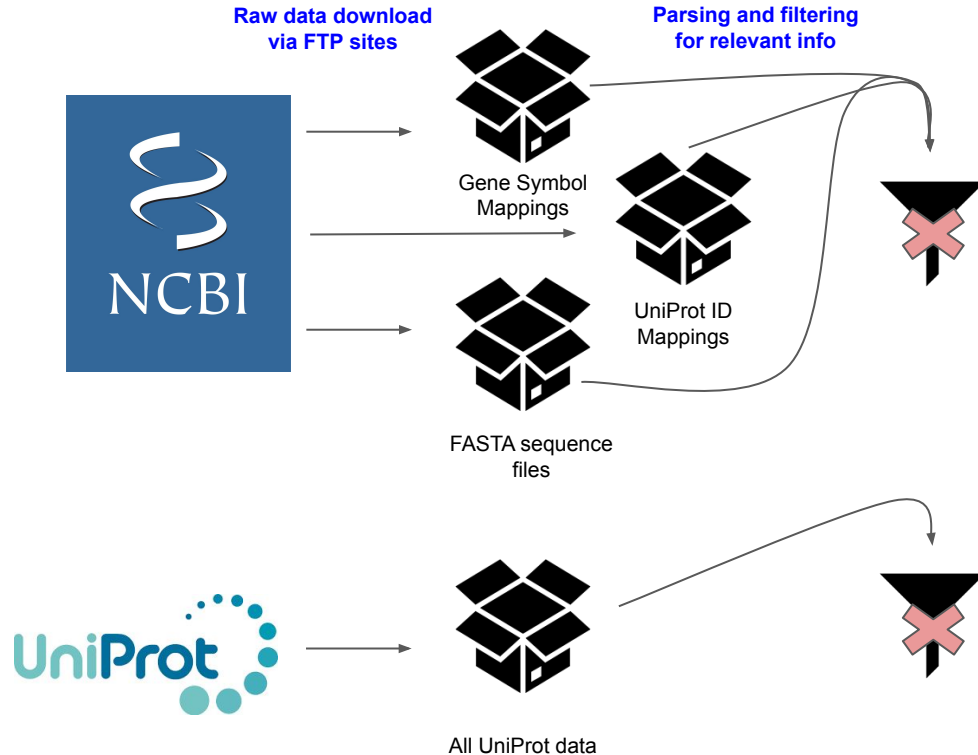 Raw data download
via FTP sites
Parsing and filtering
for relevant info
NCBI
Gene Symbol
Mappings
UniProt ID
Mappings
FASTA sequence
files
UniProt
All UniProt data